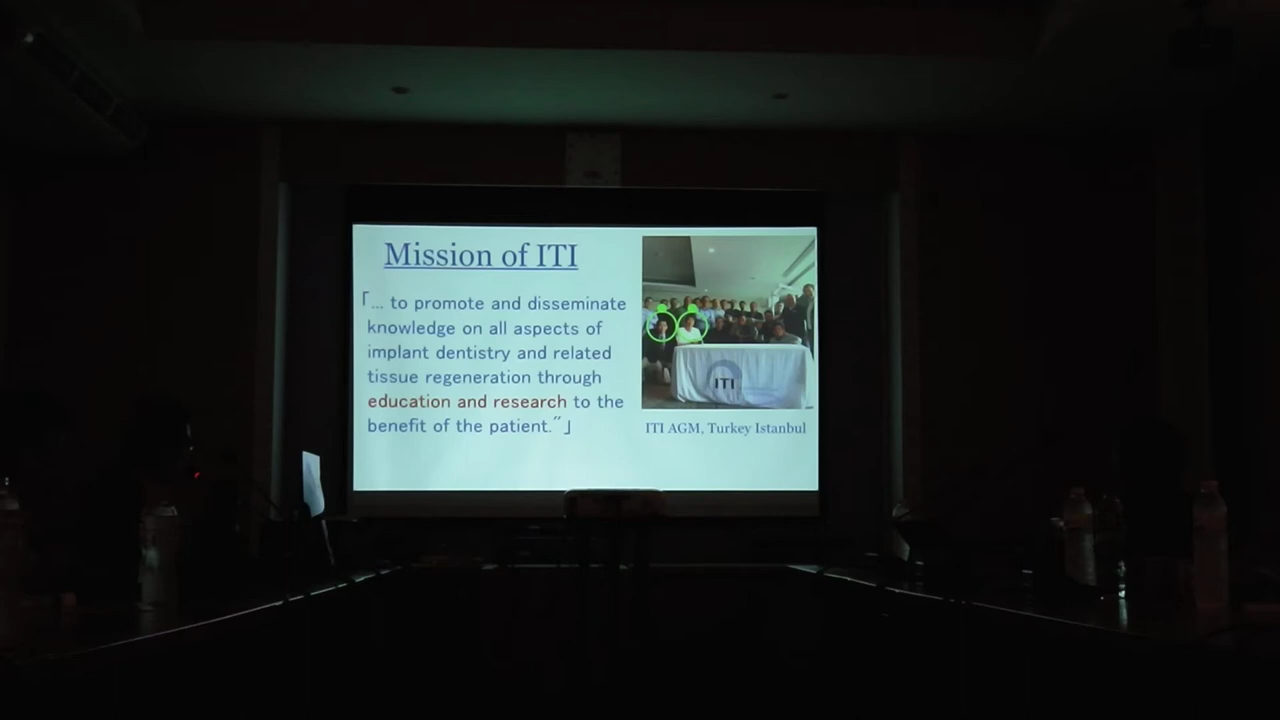 Mission of ITI
「... to promote and disseminate
knowledge on all aspects of
implant dentistry and related
tissue regeneration through
education and research to the
benefit of the patient.˝」
ITI
ITI AGM, Turkey Istanbul